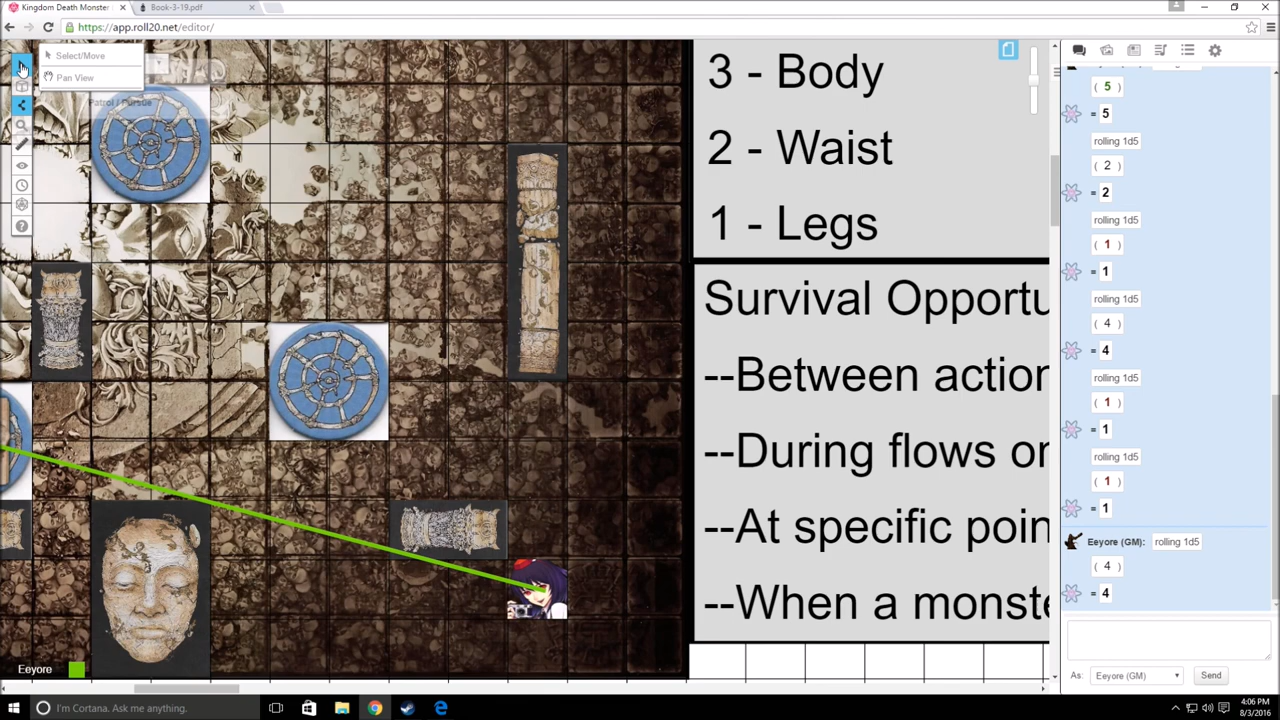 Kingdom Death Monster |
Book-3-19.pdf
https://app.roll20.net/editor/
Select/Move
Pan View
Patrol / Pursue
3 - Body
2 - Waist
1 - Legs
Survival Opportu
--Between action
--During flows or
--At specific poin
--When a monste
( 5 )
= 5
rolling 1d5
( 2 )
= 2
rolling 1d5
( 1 )
= 1
rolling 1d5
( 4 )
= 4
rolling 1d5
( 1 )
= 1
rolling 1d5
( 1 )
= 1
Eeyore (GM): rolling 1d5
( 4 )
= 4
As: Eeyore (GM) Send
Eeyore
I'm Cortana. Ask me anything.
4:06 PM
8/3/2016